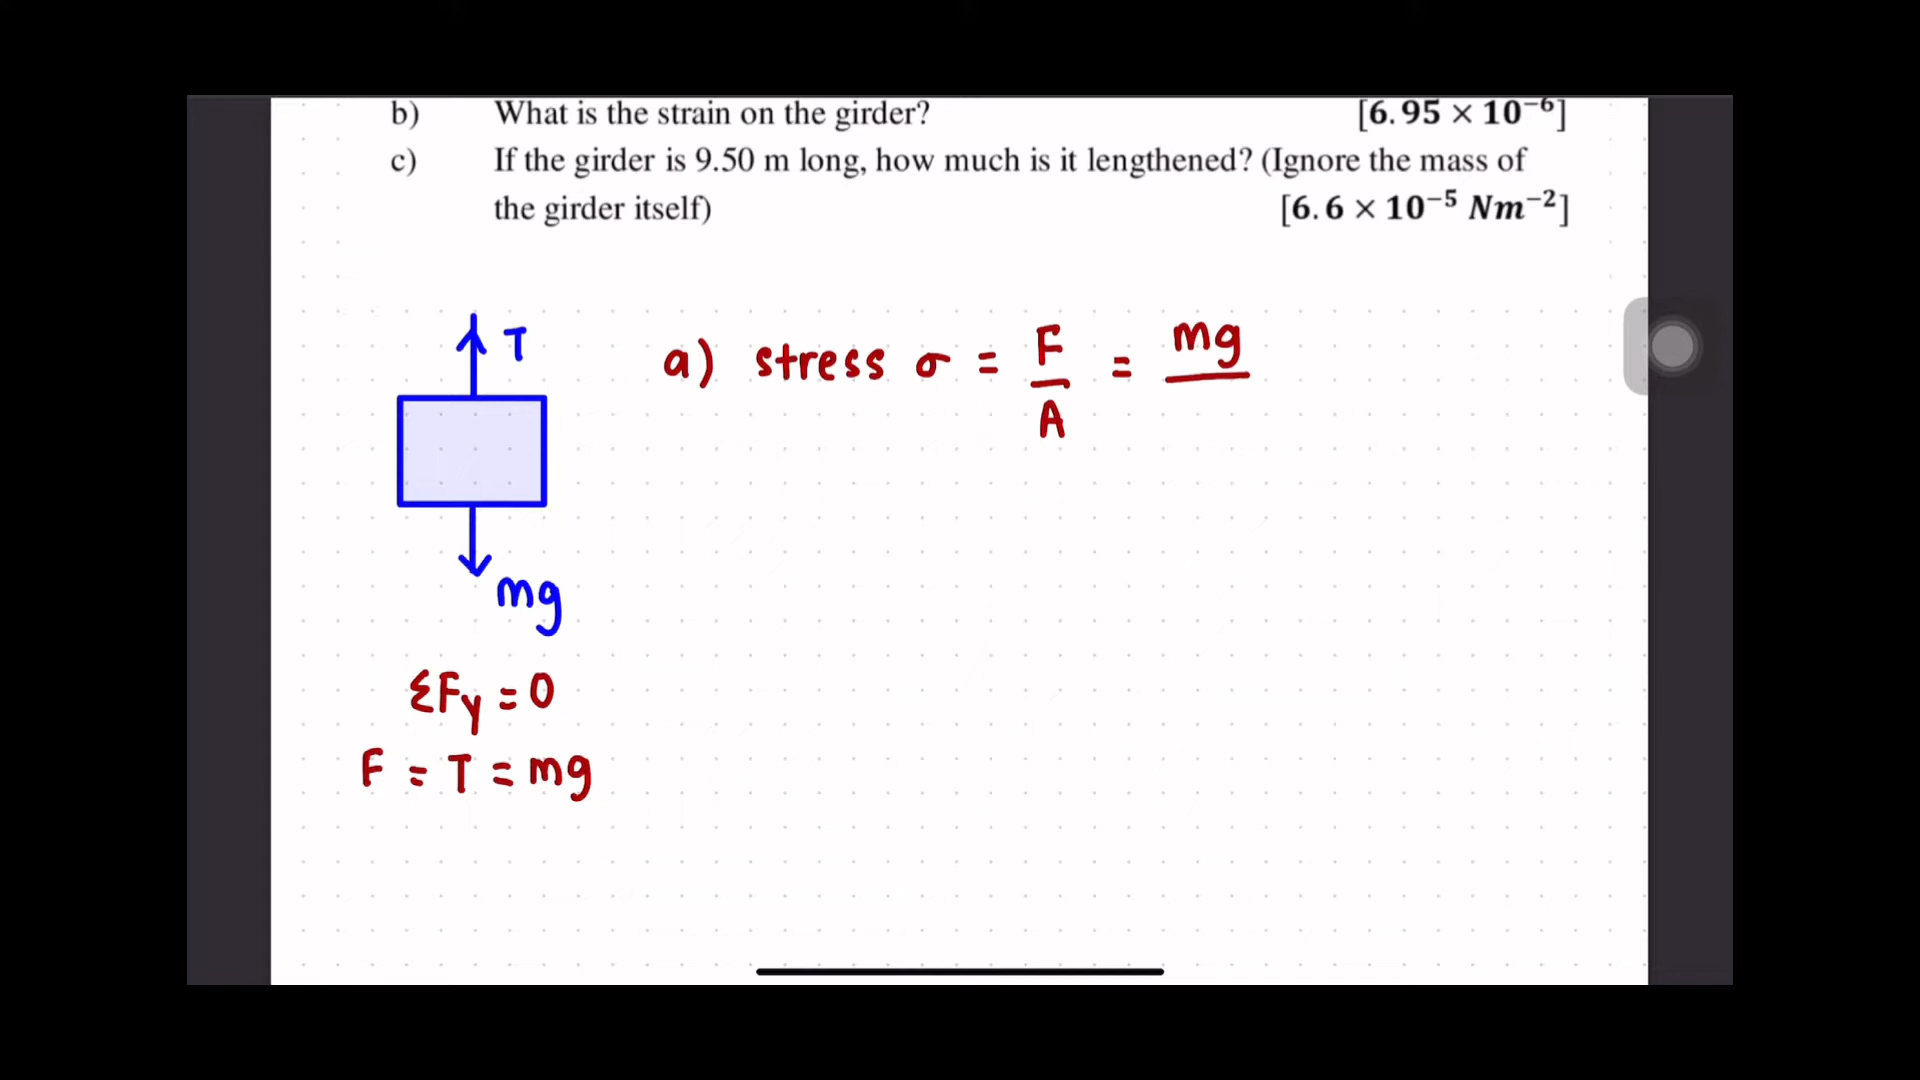 b) What is the strain on the girder? [6.95 × 10⁻⁶]
c) If the girder is 9.50 m long, how much is it lengthened? (Ignore the mass of
the girder itself) [6.6 × 10⁻⁵ Nm⁻²]
T
mg
ΣFy = 0
F = T = mg
a) stress σ = F/A = mg